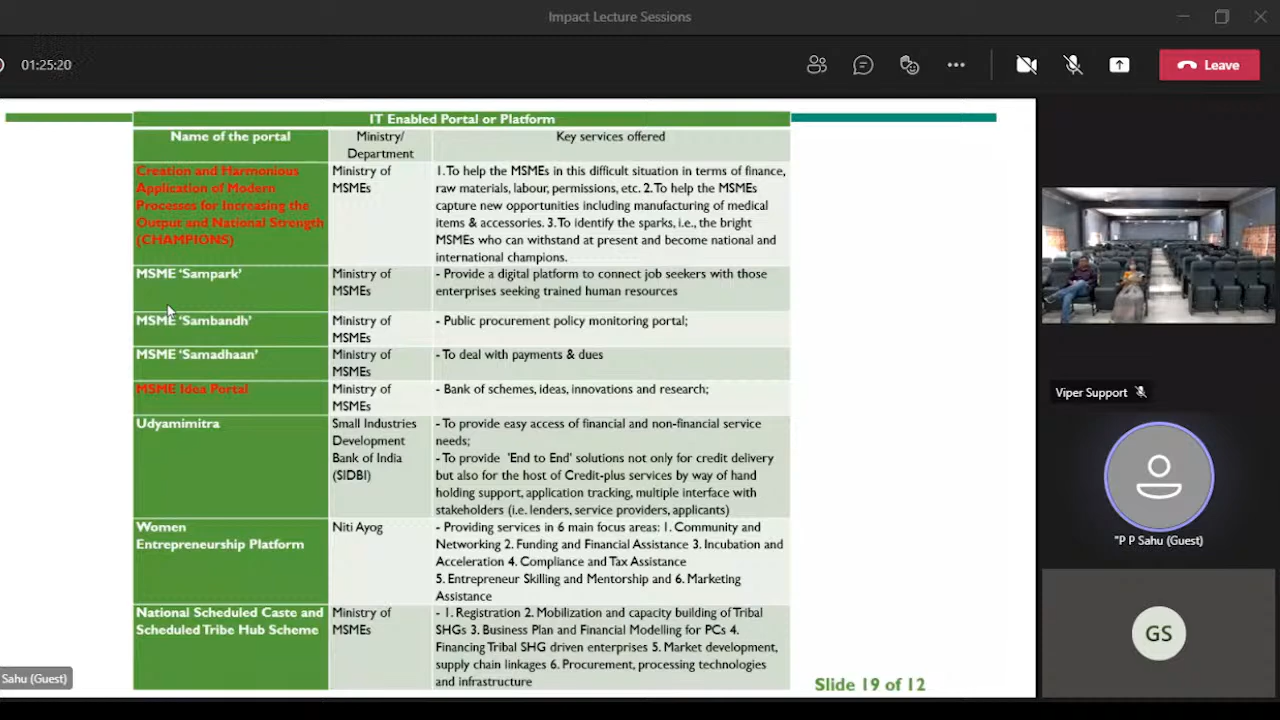 Impact Lecture Sessions
01:25:20
Leave
IT Enabled Portal or Platform
Name of the portal
Ministry/
Department
Key services offered
Creation and Harmonious
Application of Modern
Processes for Increasing the
Output and National Strength
(CHAMPIONS)
Ministry of
MSMEs
1.To help the MSMEs in this difficult situation in terms of finance,
raw materials, labour, permissions, etc. 2.To help the MSMEs
capture new opportunities including manufacturing of medical
items & accessories. 3.To identify the sparks, i.e., the bright
MSMEs who can withstand at present and become national and
international champions.
MSME ‘Sampark’
Ministry of
MSMEs
- Provide a digital platform to connect job seekers with those
enterprises seeking trained human resources
MSME ‘Sambandh’
Ministry of
MSMEs
- Public procurement policy monitoring portal;
MSME ‘Samadhaan’
Ministry of
MSMEs
- To deal with payments & dues
MSME Idea Portal
Ministry of
MSMEs
- Bank of schemes, ideas, innovations and research;
Udyamimitra
Small Industries
Development
Bank of India
(SIDBI)
- To provide easy access of financial and non-financial service
needs;
- To provide 'End to End' solutions not only for credit delivery
but also for the host of Credit-plus services by way of hand
holding support, application tracking, multiple interface with
stakeholders (i.e. lenders, service providers, applicants)
Women
Entrepreneurship Platform
Niti Ayog
- Providing services in 6 main focus areas: 1. Community and
Networking 2. Funding and Financial Assistance 3. Incubation and
Acceleration 4. Compliance and Tax Assistance
5. Entrepreneur Skilling and Mentorship and 6. Marketing
Assistance
National Scheduled Caste and
Scheduled Tribe Hub Scheme
Ministry of
MSMEs
- 1. Registration 2. Mobilization and capacity building of Tribal
SHGs 3. Business Plan and Financial Modelling for PCs 4.
Financing Tribal SHG driven enterprises 5. Market development,
supply chain linkages 6. Procurement, processing technologies
and infrastructure
Slide 19 of 12
Sahu (Guest)
Viper Support
"P P Sahu (Guest)
GS